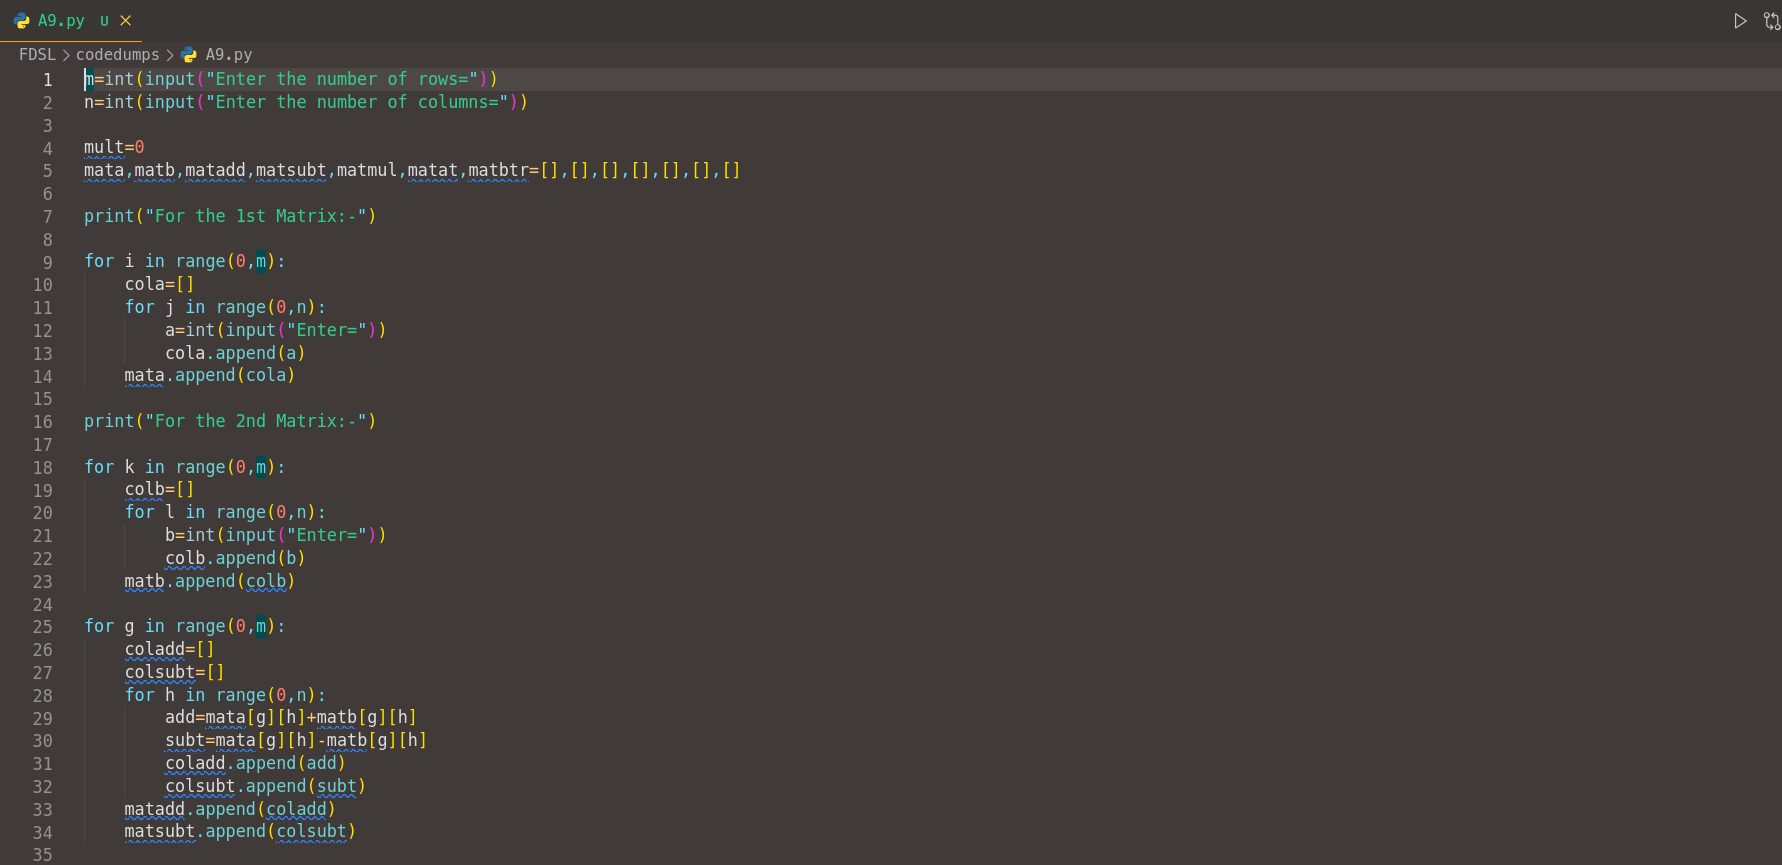 A9.py U
FDSL > codedumps > A9.py
1 m=int(input("Enter the number of rows="))
2 n=int(input("Enter the number of columns="))
3
4 mult=0
5 mata,matb,matadd,matsubt,matmul,matat,matbtr=[],[],[],[],[],[],[]
6
7 print("For the 1st Matrix:-")
8
9 for i in range(0,m):
10     cola=[]
11     for j in range(0,n):
12         a=int(input("Enter="))
13         cola.append(a)
14     mata.append(cola)
15
16 print("For the 2nd Matrix:-")
17
18 for k in range(0,m):
19     colb=[]
20     for l in range(0,n):
21         b=int(input("Enter="))
22         colb.append(b)
23     matb.append(colb)
24
25 for g in range(0,m):
26     coladd=[]
27     colsubt=[]
28     for h in range(0,n):
29         add=mata[g][h]+matb[g][h]
30         subt=mata[g][h]-matb[g][h]
31         coladd.append(add)
32         colsubt.append(subt)
33     matadd.append(coladd)
34     matsubt.append(colsubt)
35